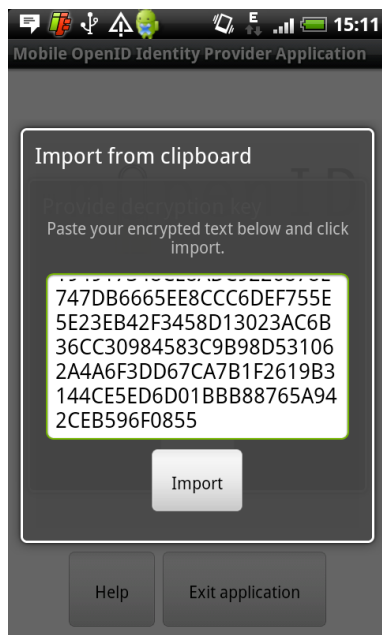 E
15:11
Mobile OpenID Identity Provider Application
Import from clipboard
Provide decryption key
Paste your encrypted text below and click
import.
747DB6665EE8CCC6DEF755E
5E23EB42F3458D13023AC6B
36CC30984583C9B98D53106
2A4A6F3DD67CA7B1F2619B3
144CE5ED6D01BBB88765A94
2CEB596F0855
Import
Help
Exit application